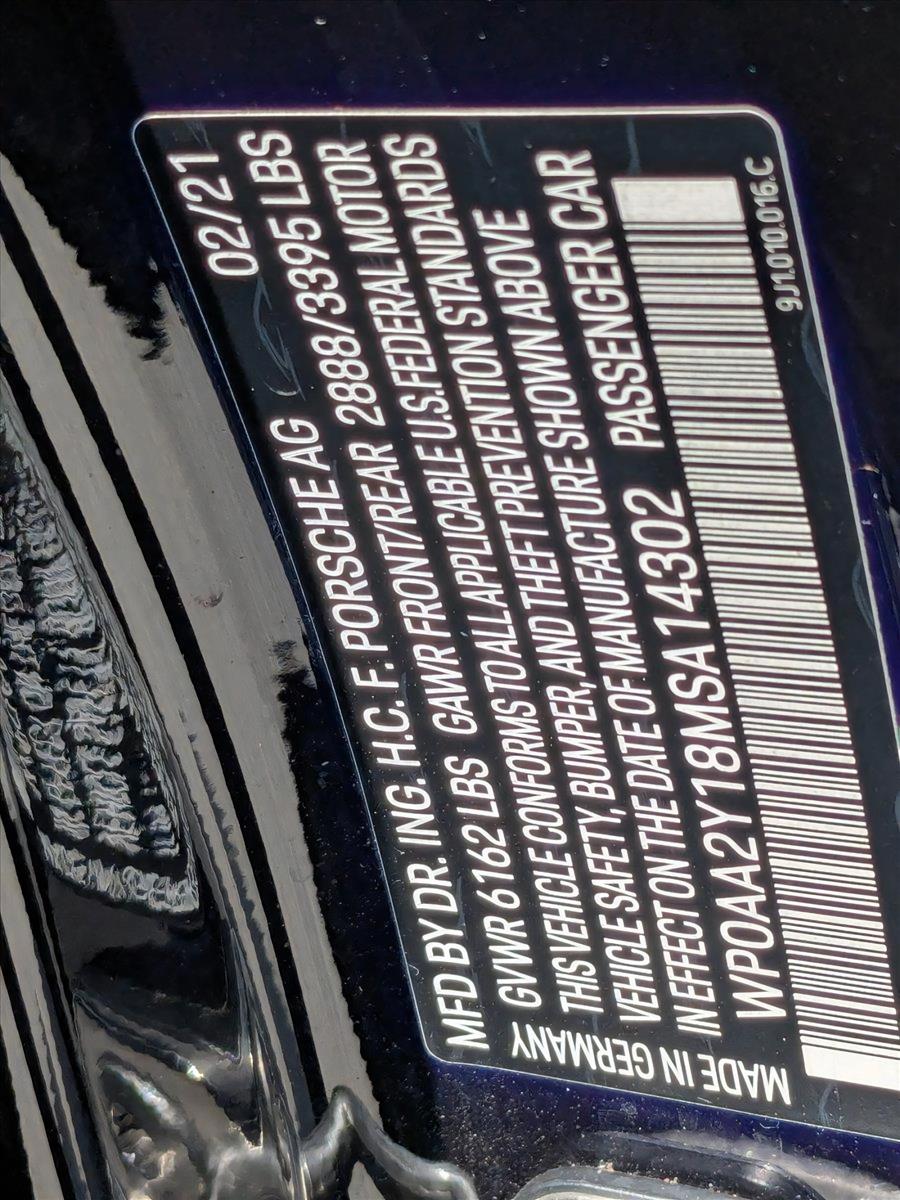 MFD BY DR. ING. H.C. F. PORSCHE AG 02/21
GVWR 6162 LBS GAWR FRONT/REAR 2888/3395 LBS
THIS VEHICLE CONFORMS TO ALL APPLICABLE U.S.FEDERAL MOTOR
VEHICLE SAFETY, BUMPER, AND THEFT PREVENTION STANDARDS
IN EFFECT ON THE DATE OF MANUFACTURE SHOWN ABOVE
WP0AA2Y18MSA14302 PASSENGER CAR
MADE IN GERMANY
9J1.010.016.C